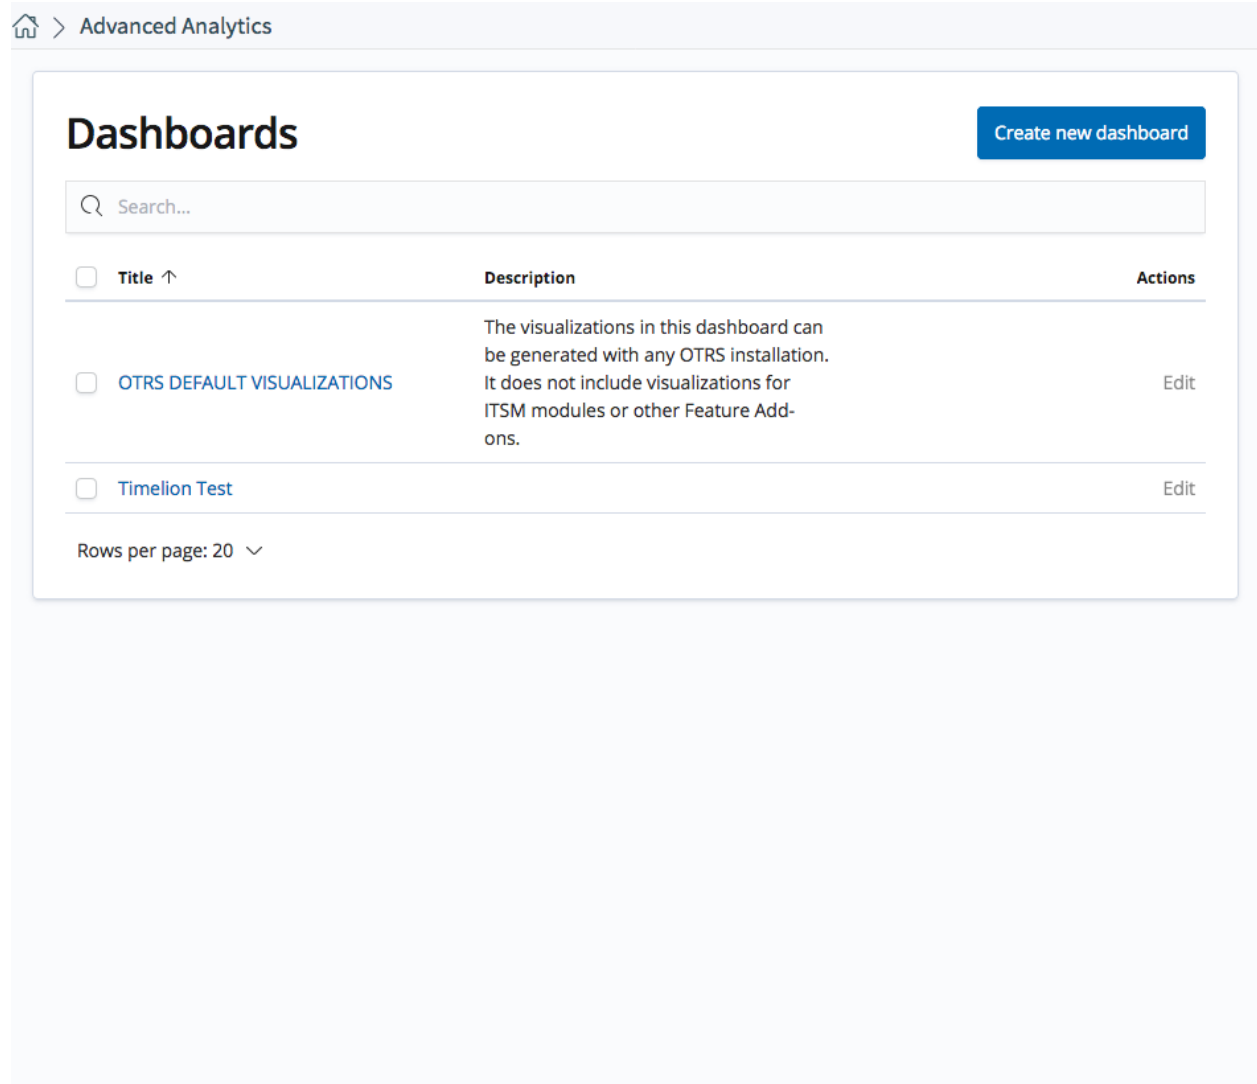 Advanced Analytics
Dashboards
Create new dashboard
Search...
Title Description Actions
The visualizations in this dashboard can
be generated with any OTRS installation.
OTRS DEFAULT VISUALIZATIONS It does not include visualizations for Edit
ITSM modules or other Feature Add-
ons.
Timelion Test Edit
Rows per page: 20